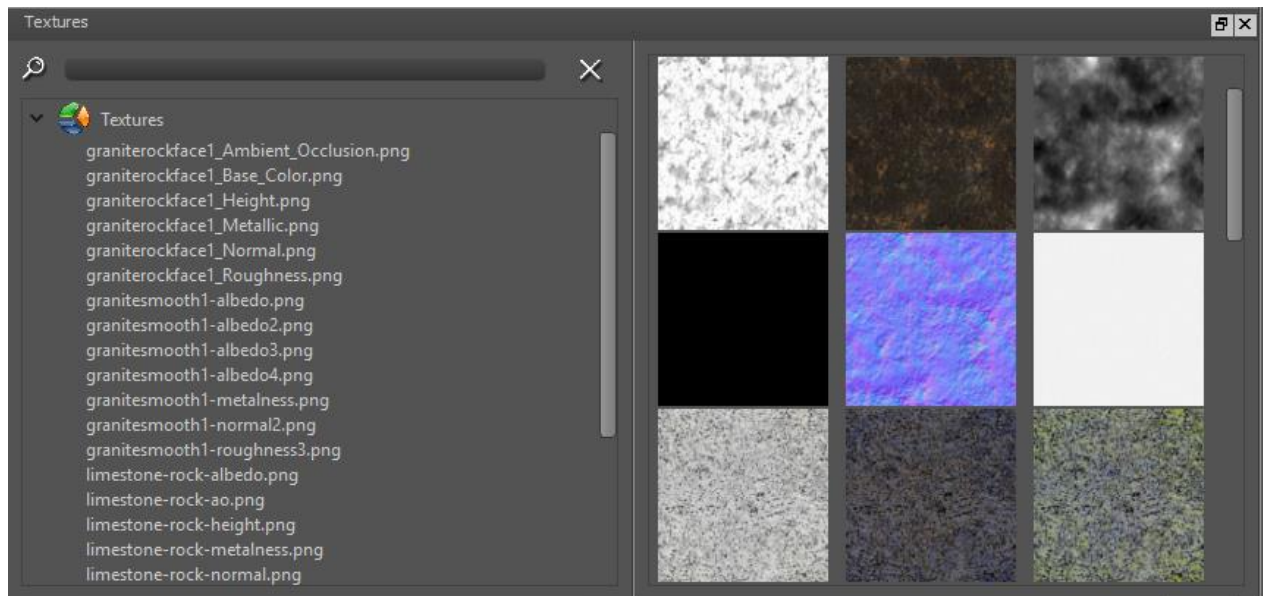 Textures
Textures
graniterockface1_Ambient_Occlusion.png
graniterockface1_Base_Color.png
graniterockface1_Height.png
graniterockface1_Metallic.png
graniterockface1_Normal.png
graniterockface1_Roughness.png
granitesmooth1-albedo.png
granitesmooth1-albedo2.png
granitesmooth1-albedo3.png
granitesmooth1-albedo4.png
granitesmooth1-metalness.png
granitesmooth1-normal2.png
granitesmooth1-roughness3.png
limestone-rock-albedo.png
limestone-rock-ao.png
limestone-rock-height.png
limestone-rock-metalness.png
limestone-rock-normal.png